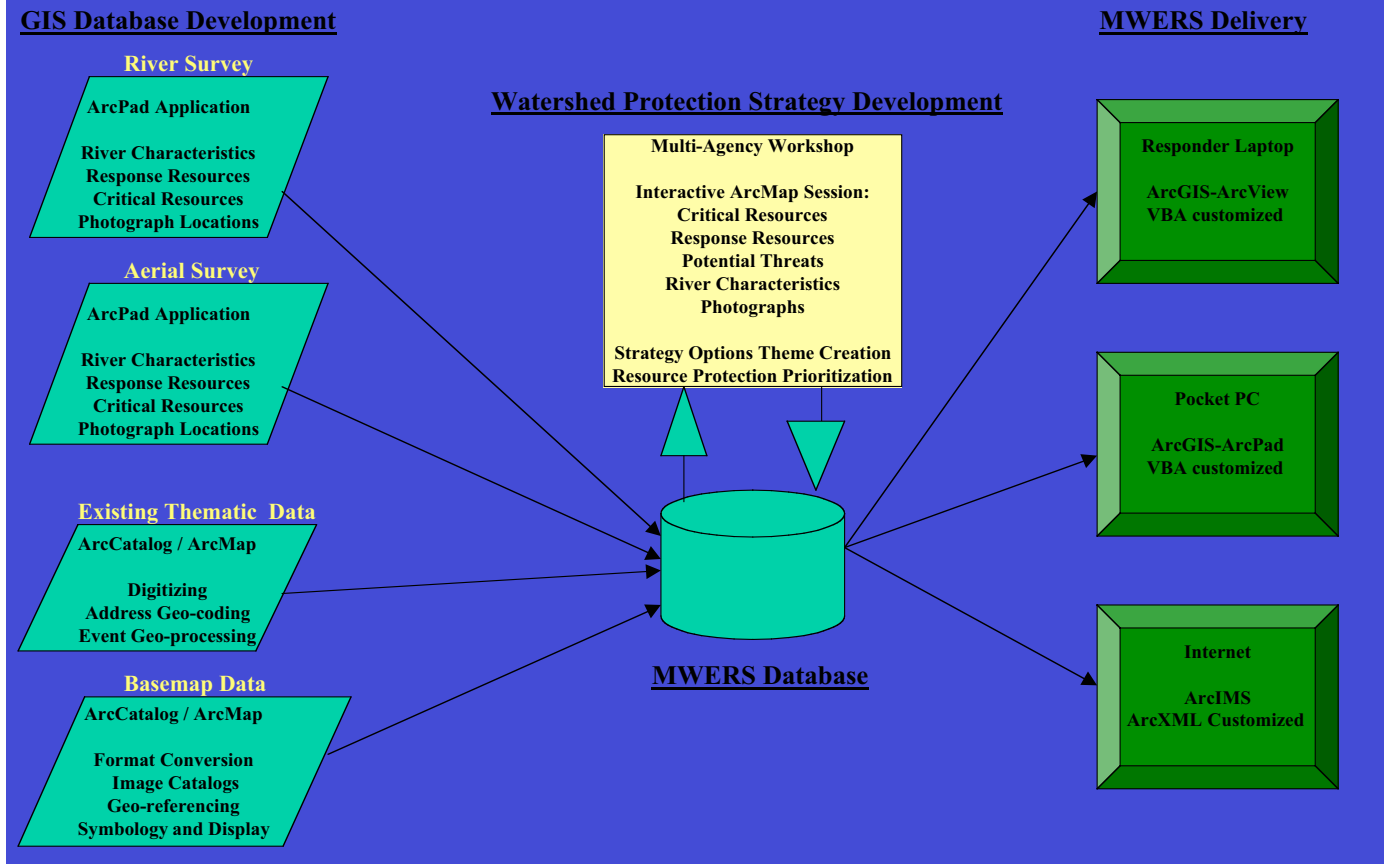 GIS Database Development
River Survey
ArcPad Application
River Characteristics
Response Resources
Critical Resources
Photograph Locations
Aerial Survey
ArcPad Application
River Characteristics
Response Resources
Critical Resources
Photograph Locations
Existing Thematic Data
ArcCatalog / ArcMap
Digitizing
Address Geo-coding
Event Geo-processing
Basemap Data
ArcCatalog / ArcMap
Format Conversion
Image Catalogs
Geo-referencing
Symbology and Display
Watershed Protection Strategy Development
Multi-Agency Workshop
Interactive ArcMap Session:
Critical Resources
Response Resources
Potential Threats
River Characteristics
Photographs
Strategy Options Theme Creation
Resource Protection Prioritization
MWERS Database
MWERS Delivery
Responder Laptop
ArcGIS-ArcView
VBA customized
Pocket PC
ArcGIS-ArcPad
VBA customized
Internet
ArcIMS
ArcXML Customized